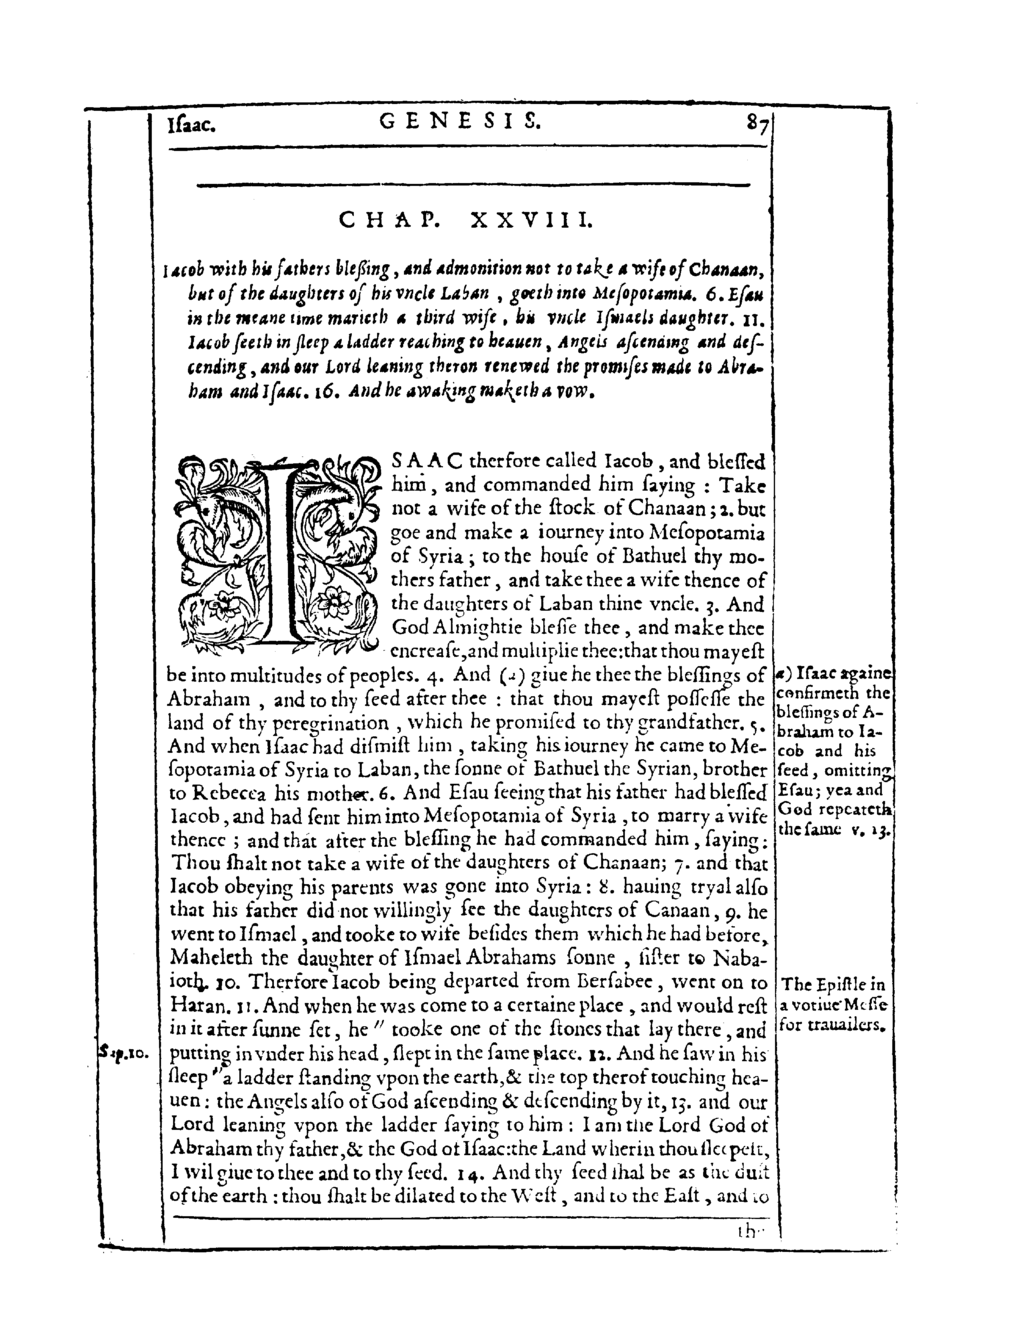 Iſaac. GENESIS. 87
CHAP. XXVIII.
Iacob with his fathers bleßing, and admonition not to take a wife of Chanaan,
but of the daughters of his vncle Laban , goeth into Meſopotamia. 6. Eſau
in the meane time marieth a third wife , his vncle Iſmaels daughter. 11.
Iacob ſeeth in ſleep a ladder reaching to heauen , Angels aſcending and deſ-
cending , and our Lord leaning theron renewed the promiſes made to Abra-
ham and Iſaac. 16. And he awaking maketh a vow.
ISAAC therfore called Iacob , and bleſſed
him , and commanded him ſaying : Take
not a wife of the ſtock of Chanaan ; 2. but
goe and make a iourney into Meſopotamia
of Syria ; to the houſe of Bathuel thy mo-
thers father , and take thee a wife thence of
the daughters of Laban thine vncle. 3. And
God Almightie bleſſe thee , and make thee
encreaſe, and multiplie thee: that thou mayeſt
be into multitudes of peoples. 4. And (a) giue he thee the bleſſings of
Abraham , and to thy ſeed after thee : that thou mayeſt poſſeſſe the
land of thy peregrination , which he promiſed to thy grandfather. 5.
And when Iſaac had diſmiſt him , taking his iourney he came to Me-
ſopotamia of Syria to Laban, the ſonne of Bathuel the Syrian, brother
to Rebecca his mother. 6. And Eſau ſeeing that his father had bleſſed
Iacob, and had ſent him into Meſopotamia of Syria , to marry a wife
thence ; and that after the bleſſing he had commanded him , ſaying:
Thou ſhalt not take a wife of the daughters of Chanaan; 7. and that
Iacob obeying his parents was gone into Syria : 8. hauing tryal alſo
that his father did not willingly ſee the daughters of Canaan, 9. he
went to Iſmael , and tooke to wife beſides them which he had before,
Maheleth the daughter of Iſmael Abrahams ſonne , ſiſter to Naba-
ioth. 10. Therfore Iacob being departed from Berſabee , went on to
Haran. 11. And when he was come to a certaine place , and would reſt
in it after ſunne ſet , he " tooke one of the ſtones that lay there , and
putting in vnder his head , ſlept in the ſame place. 12. And he ſaw in his
ſleep " a ladder ſtanding vpon the earth, & the top therof touching hea-
uen : the Angels alſo of God aſcending & deſcending by it, 13. and our
Lord leaning vpon the ladder ſaying to him : I am the Lord God of
Abraham thy father, & the God of Iſaac: the Land wherin thou ſleepeſt,
I wil giue to thee and to thy ſeed. 14. And thy ſeed ſhal be as the duſt
of the earth : thou ſhalt be dilated to the Weſt , and to the Eaſt , and to
a) Iſaac againe
confirmeth the
bleſſings of A-
braham to Ia-
cob and his
ſeed , omitting
Eſau; yea and
God repeateth
the ſame v. 13.
The Epiſtle in
a votiue Meſſe
for trauailers.
Sap. 10.